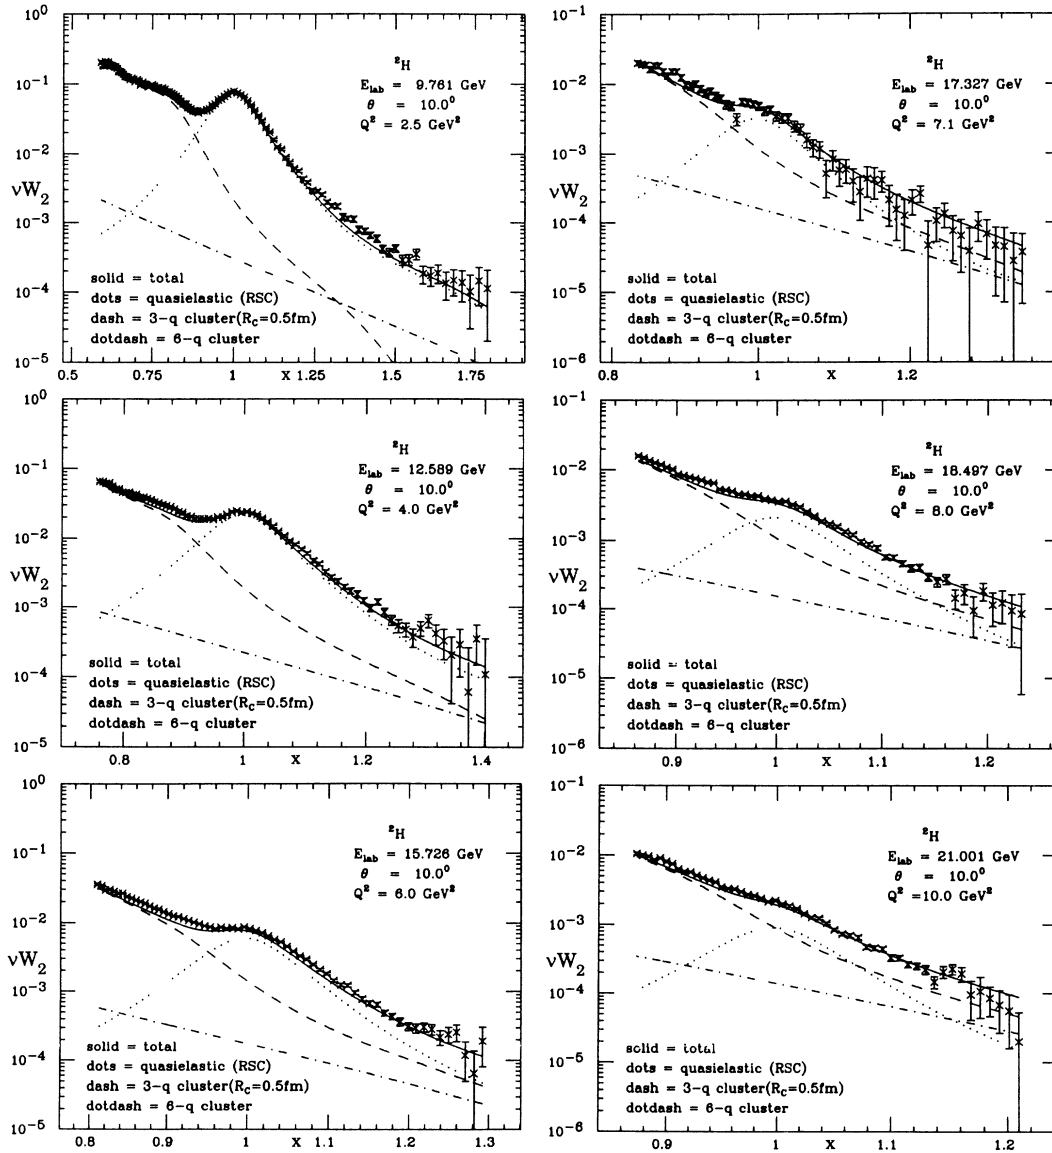 10⁰
10⁻¹
10⁻²
νW₂
10⁻³
10⁻⁴
10⁻⁵
²H
E_lab = 9.761 GeV
θ = 10.0⁰
Q² = 2.5 GeV²
solid = total
dots = quasielastic (RSC)
dash = 3-q cluster(R_C=0.5fm)
dotdash = 6-q cluster
0.5 0.75 1 x 1.25 1.5 1.75
10⁻¹
10⁻²
10⁻³
νW₂
10⁻⁴
10⁻⁵
10⁻⁶
²H
E_lab = 17.327 GeV
θ = 10.0⁰
Q² = 7.1 GeV²
solid = total
dots = quasielastic (RSC)
dash = 3-q cluster(R_C=0.5fm)
dotdash = 6-q cluster
0.8 1 x 1.2
10⁰
10⁻¹
10⁻²
νW₂
10⁻³
10⁻⁴
10⁻⁵
²H
E_lab = 12.589 GeV
θ = 10.0⁰
Q² = 4.0 GeV²
solid = total
dots = quasielastic (RSC)
dash = 3-q cluster(R_C=0.5fm)
dotdash = 6-q cluster
0.8 1 x 1.2 1.4
10⁻¹
10⁻²
10⁻³
νW₂
10⁻⁴
10⁻⁵
10⁻⁶
²H
E_lab = 18.497 GeV
θ = 10.0⁰
Q² = 8.0 GeV²
solid = total
dots = quasielastic (RSC)
dash = 3-q cluster(R_C=0.5fm)
dotdash = 6-q cluster
0.9 1 x 1.1 1.2
10⁰
10⁻¹
10⁻²
νW₂
10⁻³
10⁻⁴
10⁻⁵
²H
E_lab = 15.726 GeV
θ = 10.0⁰
Q² = 6.0 GeV²
solid = total
dots = quasielastic (RSC)
dash = 3-q cluster(R_C=0.5fm)
dotdash = 6-q cluster
0.8 0.9 1 x 1.1 1.2 1.3
10⁻¹
10⁻²
10⁻³
νW₂
10⁻⁴
10⁻⁵
10⁻⁶
²H
E_lab = 21.001 GeV
θ = 10.0⁰
Q² =10.0 GeV²
solid = total
dots = quasielastic (RSC)
dash = 3-q cluster(R_C=0.5fm)
dotdash = 6-q cluster
0.9 1 x 1.1 1.2